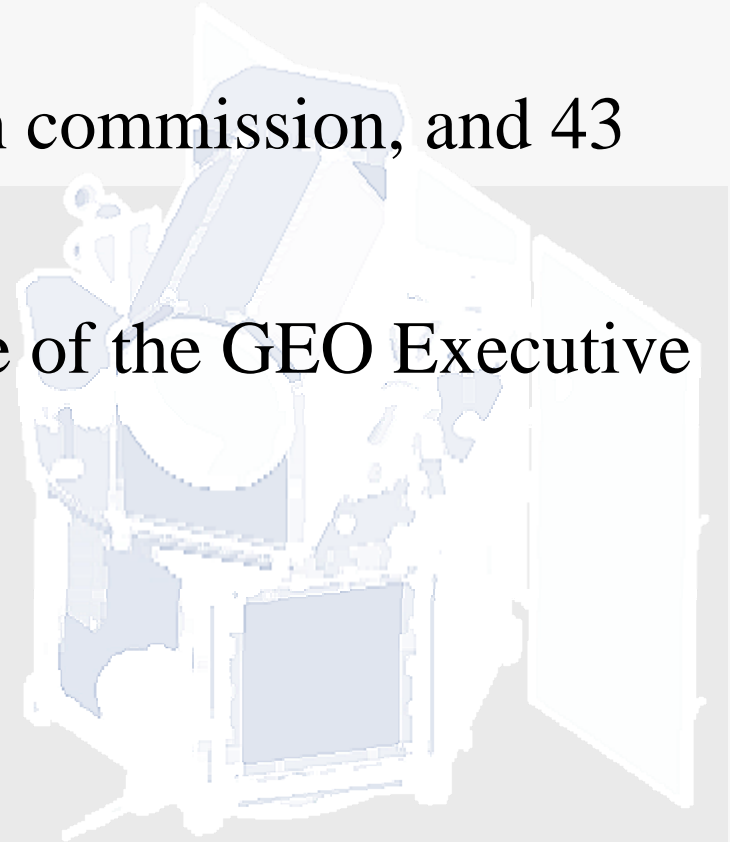 commission, and 43
of the GEO Executive